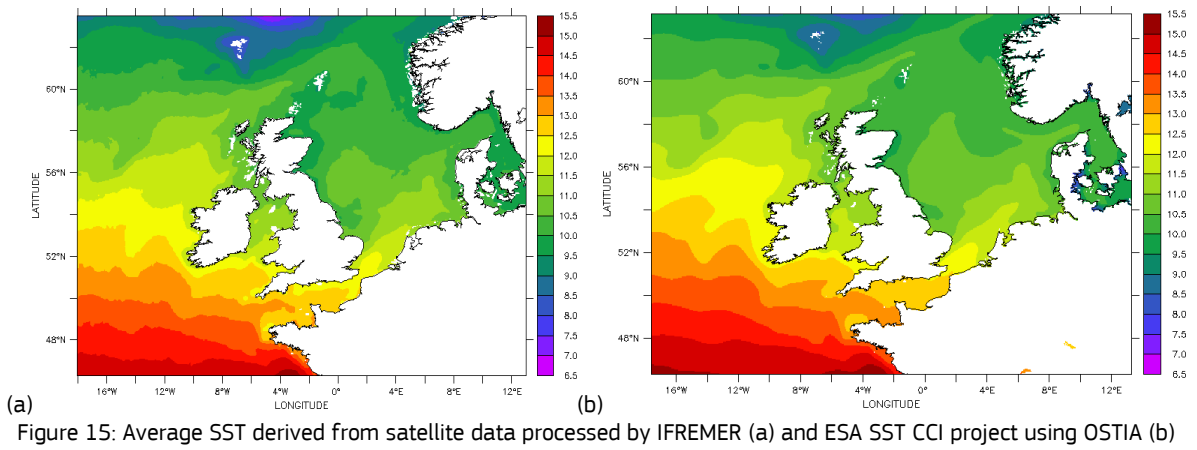 60°N
56°N
52°N
48°N
LATITUDE
16°W
12°W
8°W
4°W
0°
4°E
8°E
12°E
LONGITUDE
15.5
15.0
14.5
14.0
13.5
13.0
12.5
12.0
11.5
11.0
10.5
10.0
9.5
9.0
8.5
8.0
7.5
7.0
6.5
(a)
60°N
56°N
52°N
48°N
LATITUDE
16°W
12°W
8°W
4°W
0°
4°E
8°E
12°E
LONGITUDE
15.5
15.0
14.5
14.0
13.5
13.0
12.5
12.0
11.5
11.0
10.5
10.0
9.5
9.0
8.5
8.0
7.5
7.0
6.5
(b)
Figure 15: Average SST derived from satellite data processed by IFREMER (a) and ESA SST CCI project using OSTIA (b)